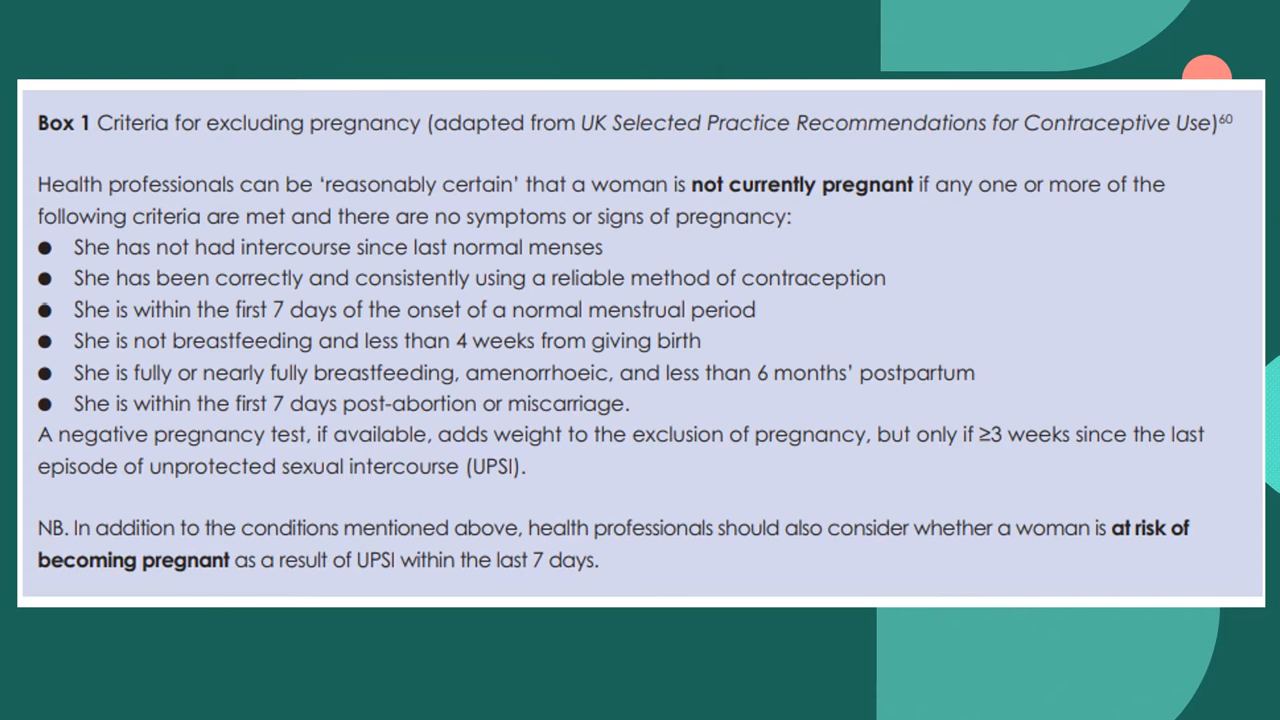 Box 1 Criteria for excluding pregnancy (adapted from UK Selected Practice Recommendations for Contraceptive Use)60
Health professionals can be ‘reasonably certain’ that a woman is not currently pregnant if any one or more of the
following criteria are met and there are no symptoms or signs of pregnancy:
● She has not had intercourse since last normal menses
● She has been correctly and consistently using a reliable method of contraception
● She is within the first 7 days of the onset of a normal menstrual period
● She is not breastfeeding and less than 4 weeks from giving birth
● She is fully or nearly fully breastfeeding, amenorrhoeic, and less than 6 months’ postpartum
● She is within the first 7 days post-abortion or miscarriage.
A negative pregnancy test, if available, adds weight to the exclusion of pregnancy, but only if ≥3 weeks since the last
episode of unprotected sexual intercourse (UPSI).
NB. In addition to the conditions mentioned above, health professionals should also consider whether a woman is at risk of
becoming pregnant as a result of UPSI within the last 7 days.